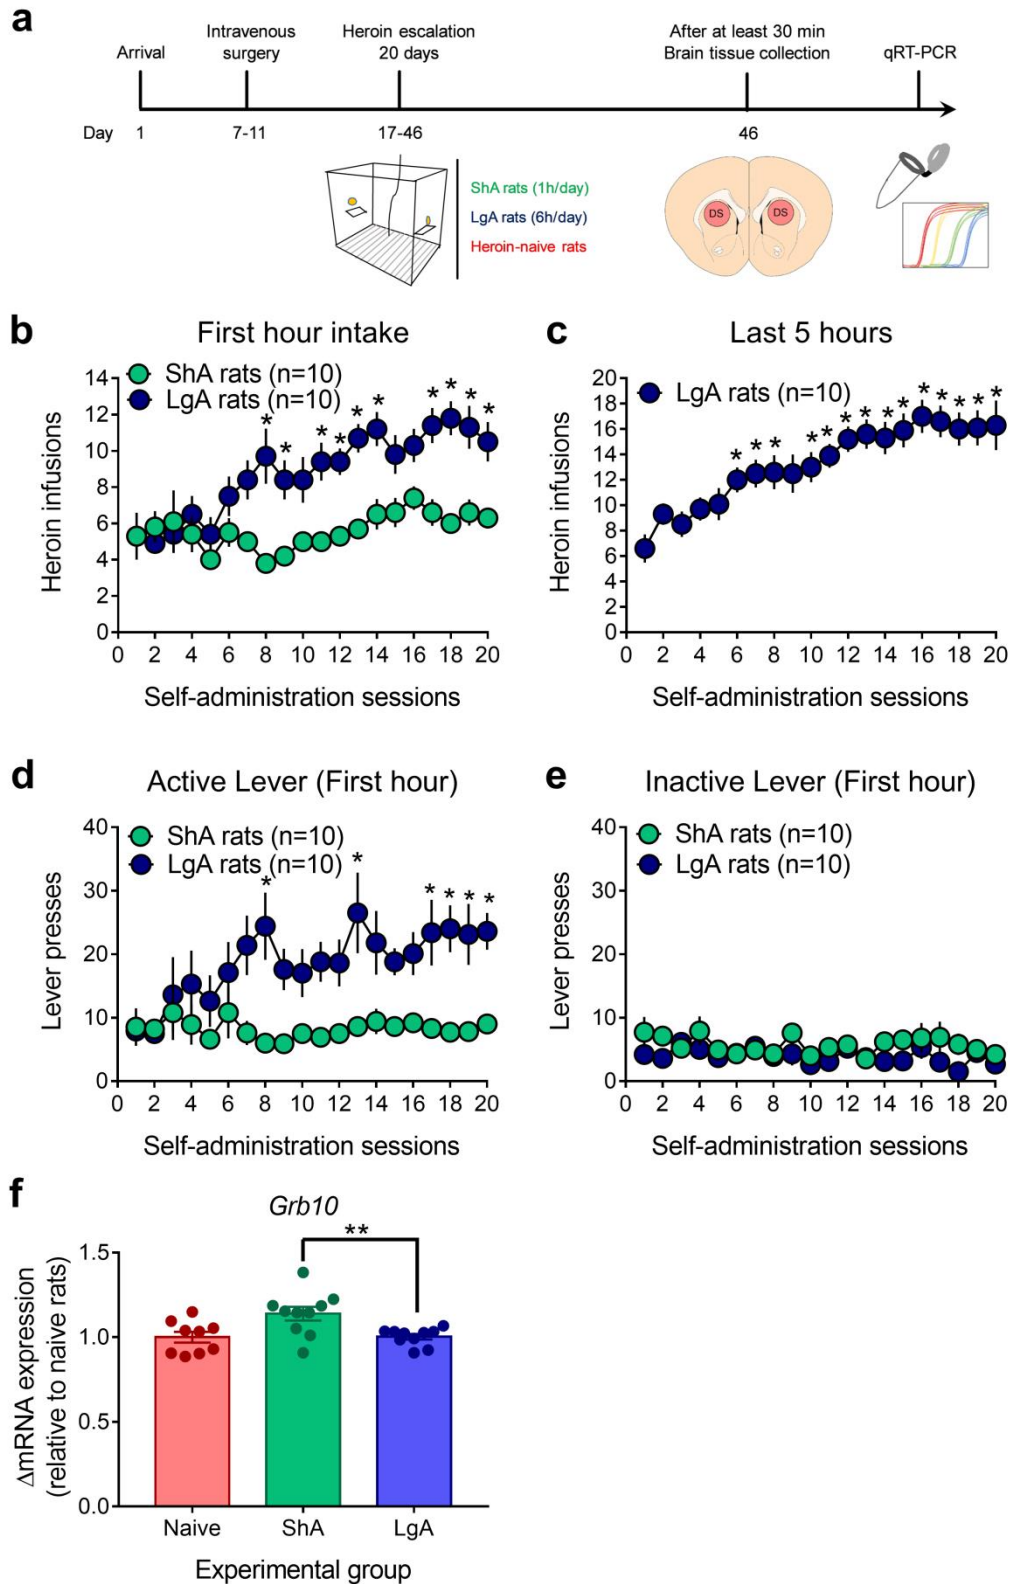 a
Arrival
Intravenous
surgery
Heroin escalation
20 days
After at least 30 min
Brain tissue collection
qRT-PCR
Day
1
7-11
17-46
46
ShA rats (1h/day)
LgA rats (6h/day)
Heroin-naive rats
DS
DS
b
First hour intake
ShA rats (n=10)
LgA rats (n=10)
14
12
10
8
6
4
2
0
Heroin infusions
* * * * * * * * * *
0 2 4 6 8 10 12 14 16 18 20
Self-administration sessions
c
Last 5 hours
LgA rats (n=10)
20
18
16
14
12
10
8
6
4
2
0
Heroin infusions
* * * * * * * * * * * * * *
0 2 4 6 8 10 12 14 16 18 20
Self-administration sessions
d
Active Lever (First hour)
ShA rats (n=10)
LgA rats (n=10)
40
30
20
10
0
Lever presses
* * * * * *
0 2 4 6 8 10 12 14 16 18 20
Self-administration sessions
e
Inactive Lever (First hour)
ShA rats (n=10)
LgA rats (n=10)
40
30
20
10
0
Lever presses
0 2 4 6 8 10 12 14 16 18 20
Self-administration sessions
f
Grb10
**
1.5
1.0
0.5
0.0
ΔmRNA expression
(relative to naive rats)
Naive ShA LgA
Experimental group